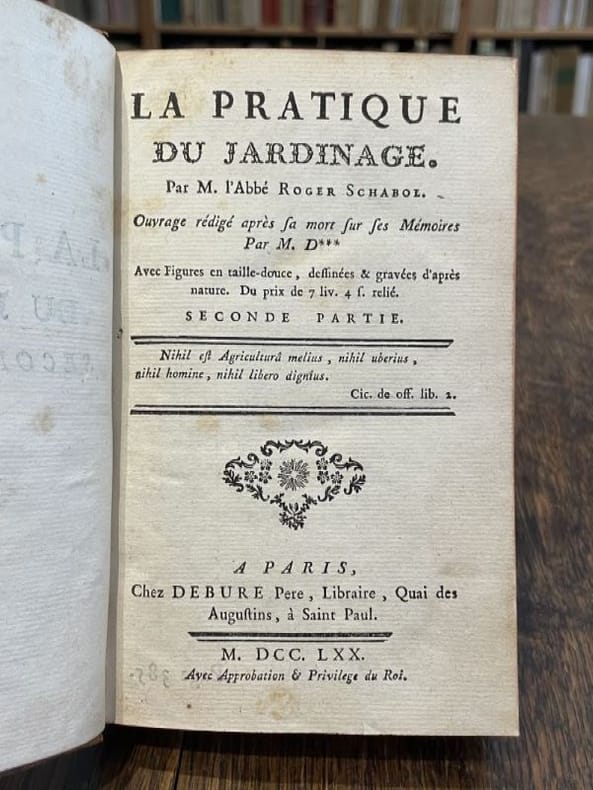 LA PRATIQUE
DU JARDINAGE.
Par M. l'Abbé ROGER SCHABOL.
Ouvrage rédigé après ſa mort ſur ſes Mémoires
Par M. D***
Avec Figures en taille-douce, deſſinées & gravées d'après
nature. Du prix de 7 liv. 4 ſ. relié.
SECONDE PARTIE.
Nihil eſt Agriculturâ melius, nihil uberius,
nihil homine, nihil libero dignius.
Cic. de off. lib. 2.
A PARIS,
Chez DEBURE Pere, Libraire, Quai des
Auguſtins, à Saint Paul.
M. DCC. LXX.
Avec Approbation & Privilege du Roi.